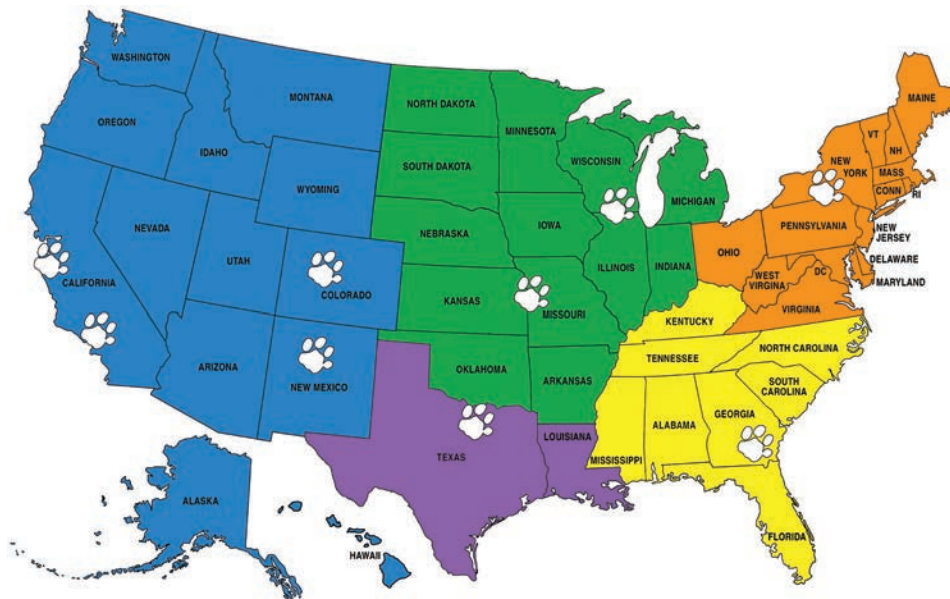 WASHINGTON
OREGON
IDAHO
MONTANA
WYOMING
NEVADA
UTAH
CALIFORNIA
COLORADO
ARIZONA
NEW MEXICO
ALASKA
HAWAII
NORTH DAKOTA
SOUTH DAKOTA
NEBRASKA
KANSAS
OKLAHOMA
MINNESOTA
IOWA
MISSOURI
ARKANSAS
WISCONSIN
ILLINOIS
INDIANA
MICHIGAN
TEXAS
LOUISIANA
KENTUCKY
TENNESSEE
NORTH CAROLINA
SOUTH
CAROLINA
MISSISSIPPI
ALABAMA
GEORGIA
FLORIDA
OHIO
WEST
VIRGINA
VIRGINIA
DC
PENNSYLVANIA
NEW
YORK
VT
NH
MAINE
MASS
CONN
RI
NEW
JERSEY
DELAWARE
MARYLAND